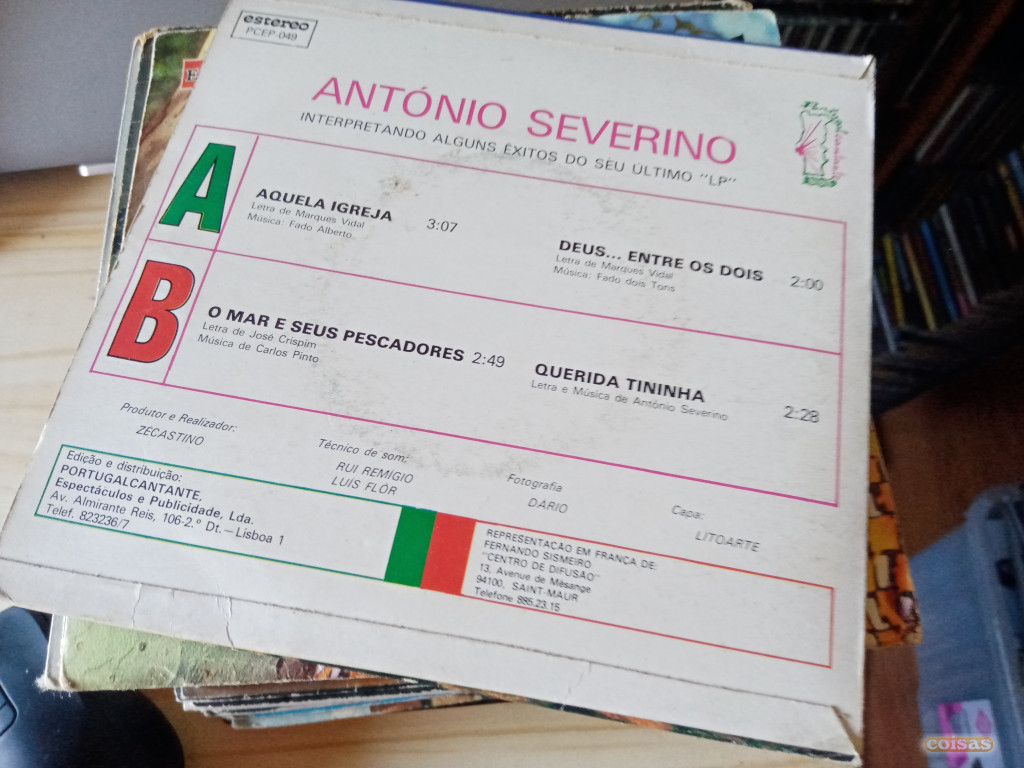 estereo
PCEP-049
ANTÓNIO SEVERINO
INTERPRETANDO ALGUNS ÊXITOS DO SEU ÚLTIMO "LP"
A
AQUELA IGREJA 3:07
Letra de Marques Vidal
Música: Fado Alberto
DEUS... ENTRE OS DOIS 2:00
Letra de Marques Vidal
Música: Fado dois Tons
B
O MAR E SEUS PESCADORES 2:49
Letra de José Crispim
Música de Carlos Pinto
QUERIDA TININHA
Letra e Música de António Severino 2:28
Produtor e Realizador:
ZÉCASTINO
Técnico de som:
RUI REMÍGIO
LUÍS FLÓR
Fotografia
DARIO
Capa:
LITOARTE
Edição e distribuição:
PORTUGALCANTANTE,
Espectáculos e Publicidade, Lda.
Av. Almirante Reis, 106-2.º Dt. — Lisboa 1
Telef. 823236/7
REPRESENTAÇÃO EM FRANÇA DE:
FERNANDO SISMEIRO
"CENTRO DE DIFUSÃO"
13, Avenue de Mésange
94100, SAINT-MAUR
Telefone 885.23.15
coisas